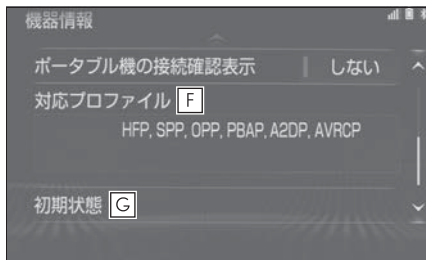 機器情報
ポータブル機の接続確認表示 しない
対応プロファイル F
HFP, SPP, OPP, PBAP, A2DP, AVRCP
初期状態 G